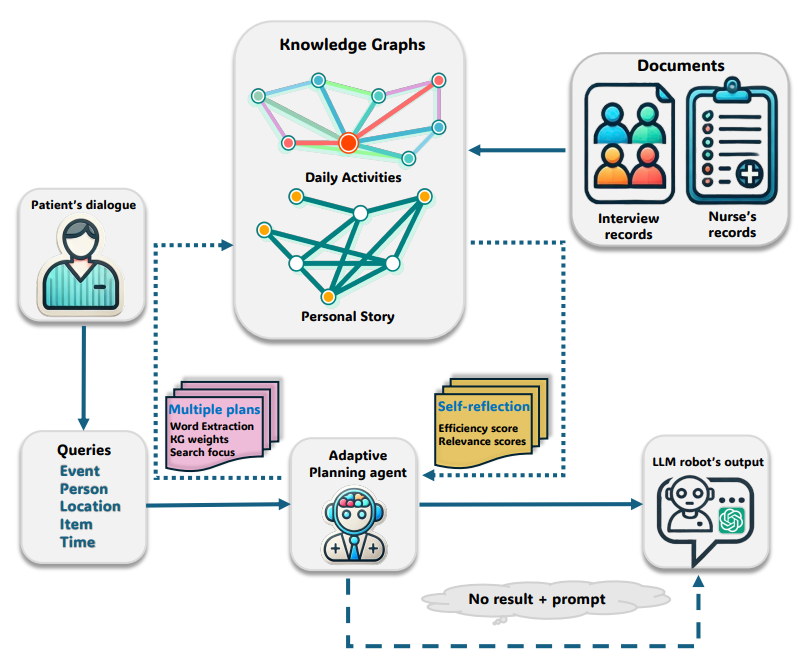 Knowledge Graphs
Daily Activities
Personal Story
Documents
Interview
records
Nurse's
records
Patient's dialogue
Queries
Event
Person
Location
Item
Time
Multiple plans
Word Extraction
KG weights
Search focus
Self-reflection
Efficiency score
Relevance scores
Adaptive
Planning agent
LLM robot's output
No result + prompt